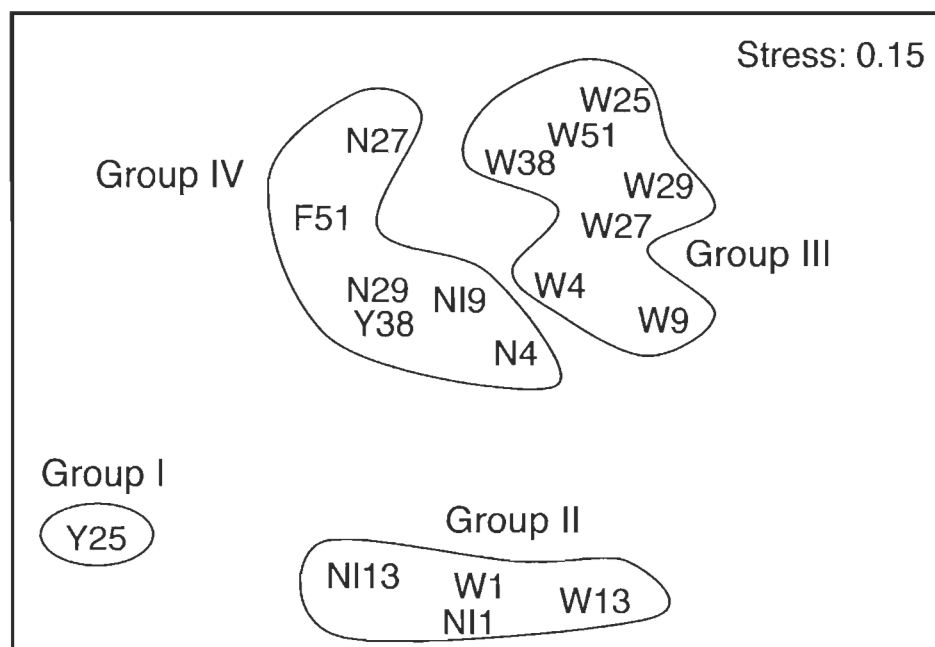 Stress: 0.15
W25
N27
W51
W38
Group IV
W29
F51
W27
Group III
N29
NI9
W4
Y38
W9
N4
Group I
Y25
Group II
NI13
W1
W13
NI1